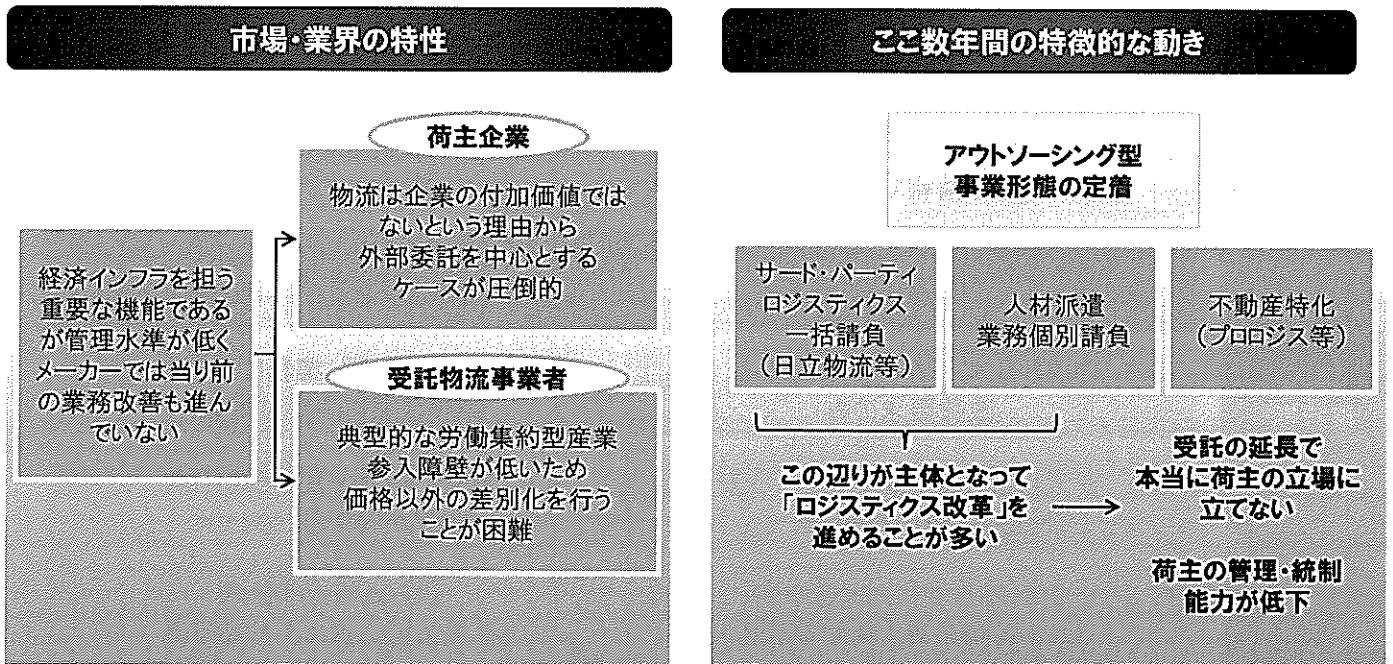 市場・業界の特性
経済インフラを担う
重要な機能である
が管理水準が低く
メーカーでは当り前
の業務改善も進ん
でいない
荷主企業
物流は企業の付加価値では
ないという理由から
外部委託を中心とする
ケースが圧倒的
受託物流事業者
典型的な労働集約型産業
参入障壁が低いため
価格以外の差別化を行う
ことが困難
ここ数年間の特徴的な動き
アウトソーシング型
事業形態の定着
サード・パーティ
ロジスティクス
一括請負
（日立物流等）
人材派遣
業務個別請負
不動産特化
（プロロジス等）
この辺りが主体となって
「ロジスティクス改革」を
進めることが多い
受託の延長で
本当に荷主の立場に
立てない
荷主の管理・統制
能力が低下